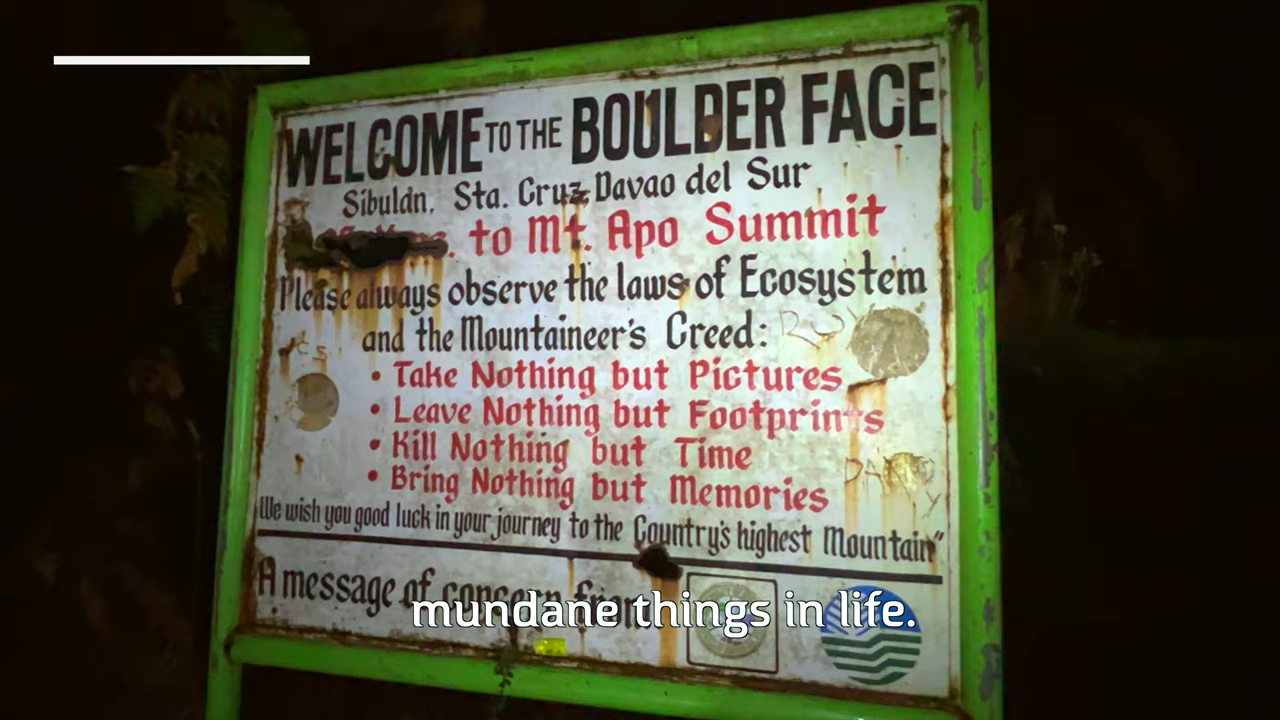 WELCOME TO THE BOULDER FACE
Sibulan, Sta. Cruz, Davao del Sur
to Mt. Apo Summit
Please always observe the laws of Ecosystem
and the Mountaineer's Creed:
• Take Nothing but Pictures
• Leave Nothing but Footprints
• Kill Nothing but Time
• Bring Nothing but Memories
We wish you good luck in your journey to the Country's highest Mountain"
A message of concern from
mundane things in life.